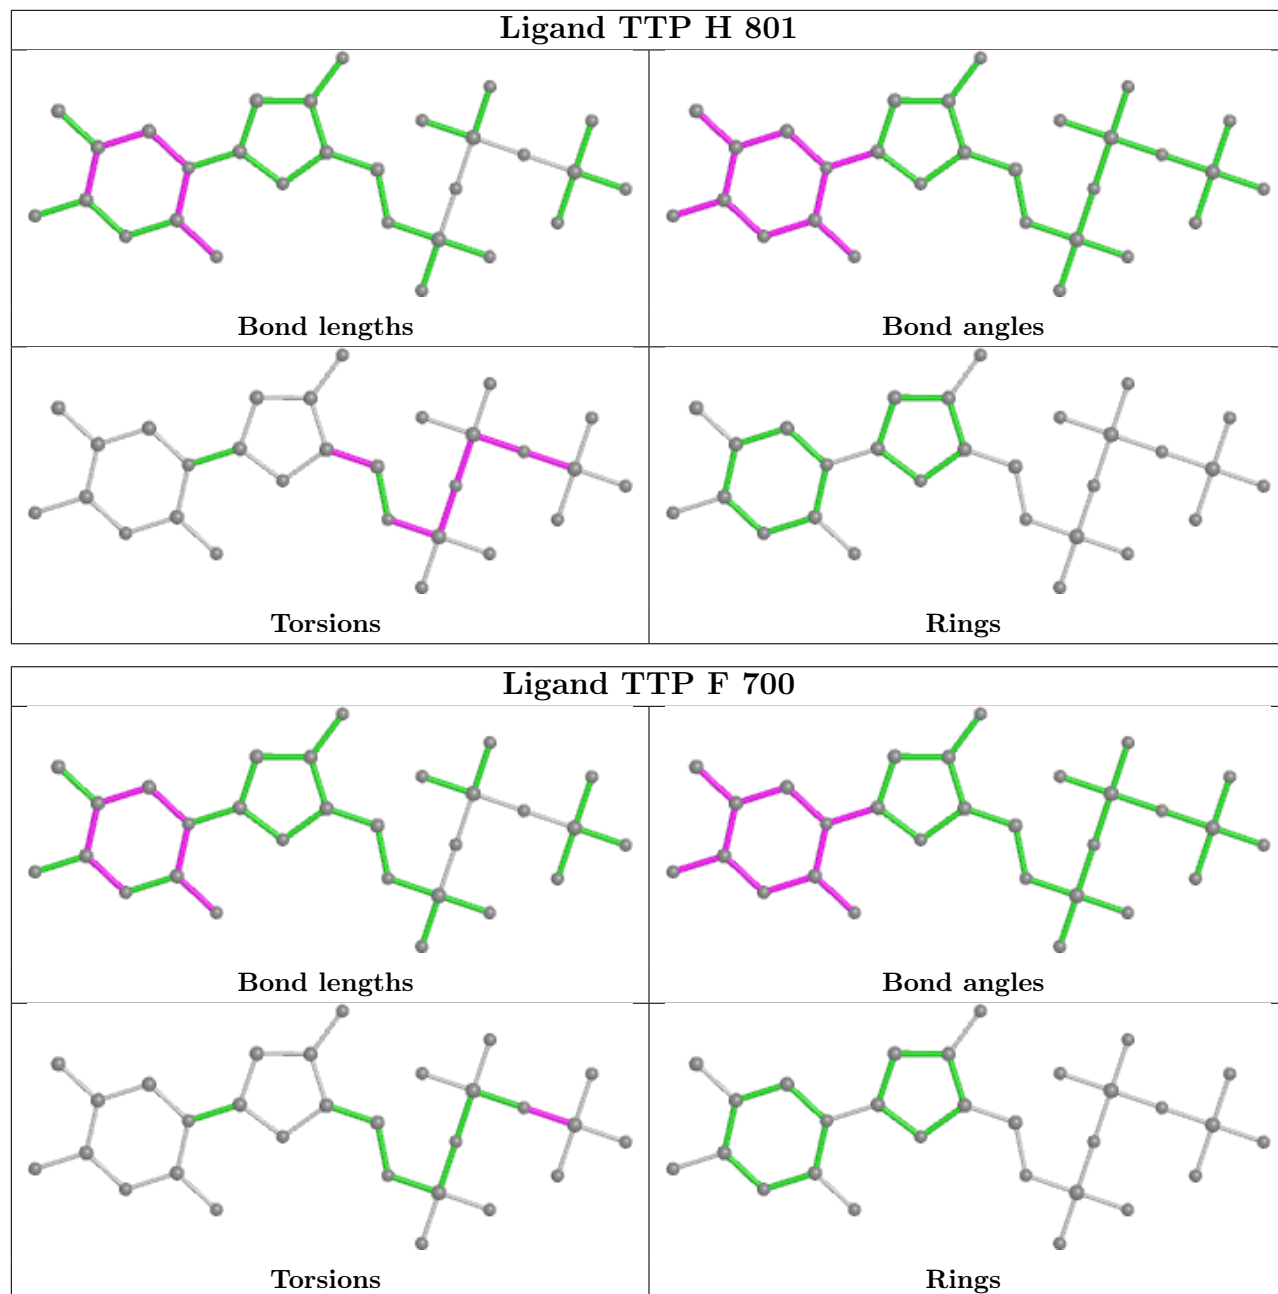 Ligand TTP H 801
Bond lengths
Bond angles
Torsions
Rings
Ligand TTP F 700
Bond lengths
Bond angles
Torsions
Rings